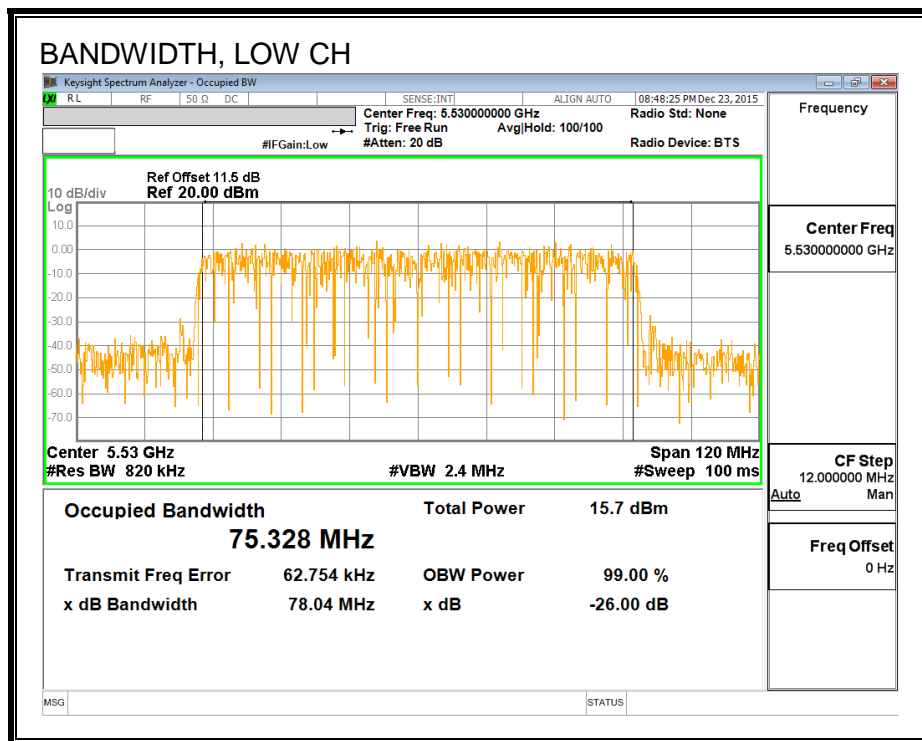 BANDWIDTH, LOW CH
Keysight Spectrum Analyzer - Occupied BW
LXI RL RF 50 Ω DC SENSE:INT ALIGN AUTO 08:48:25 PM Dec 23, 2015
Center Freq: 5.530000000 GHz Radio Std: None
Trig: Free Run Avg|Hold: 100/100
#IFGain:Low #Atten: 20 dB Radio Device: BTS
Frequency
Ref Offset 11.5 dB
10 dB/div Ref 20.00 dBm
Log
10.0
0.00
-10.0
-20.0
-30.0
-40.0
-50.0
-60.0
-70.0
Center 5.53 GHz Span 120 MHz
#Res BW 820 kHz #VBW 2.4 MHz #Sweep 100 ms
Center Freq
5.530000000 GHz
CF Step
12.000000 MHz
Auto Man
Freq Offset
0 Hz
Occupied Bandwidth Total Power 15.7 dBm
75.328 MHz
Transmit Freq Error 62.754 kHz OBW Power 99.00 %
x dB Bandwidth 78.04 MHz x dB -26.00 dB
MSG STATUS